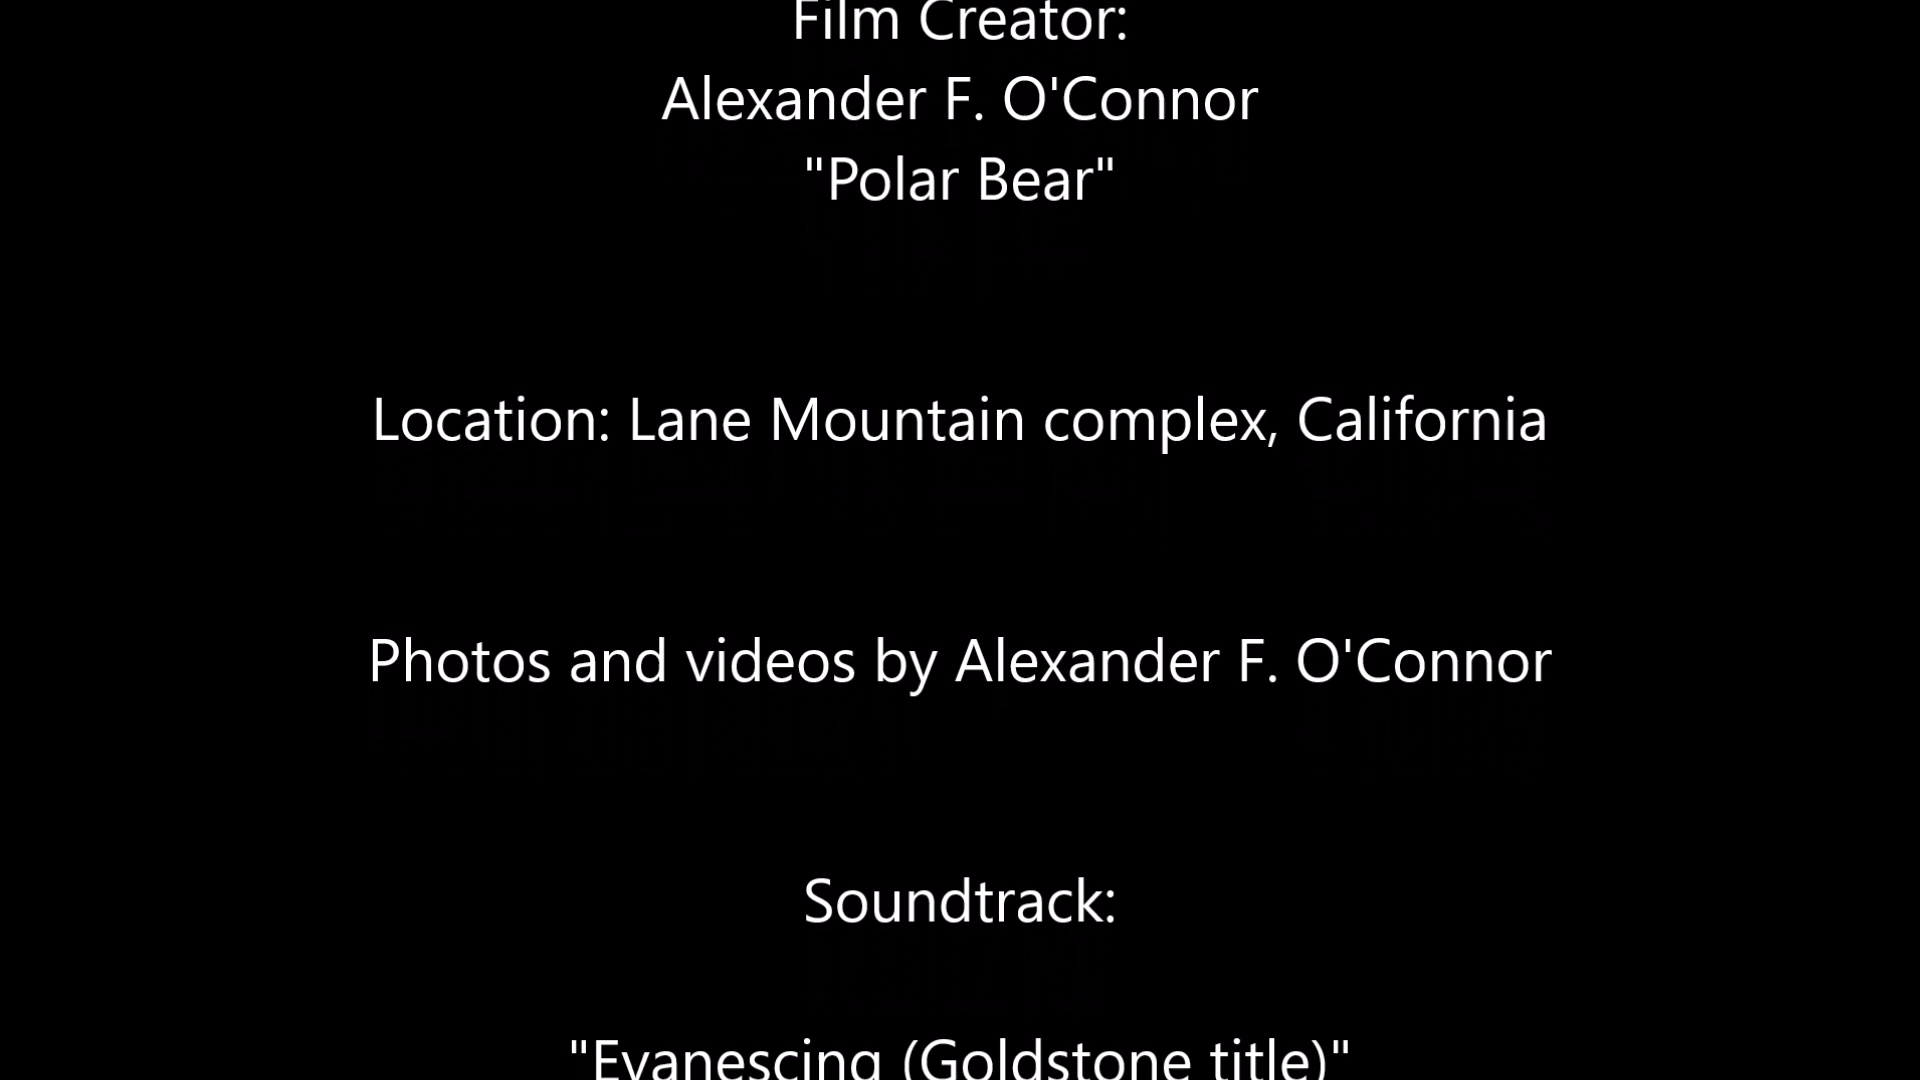 Film Creator:
Alexander F. O'Connor
"Polar Bear"
Location: Lane Mountain complex, California
Photos and videos by Alexander F. O'Connor
Soundtrack:
"Evanescing (Goldstone title)"